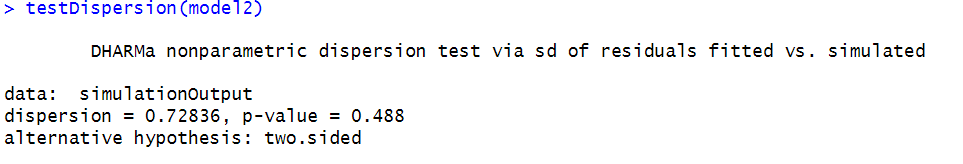 > testDispersion(model2)
DHARMa nonparametric dispersion test via sd of residuals fitted vs. simulated
data:  simulationOutput
dispersion = 0.72836, p-value = 0.488
alternative hypothesis: two.sided